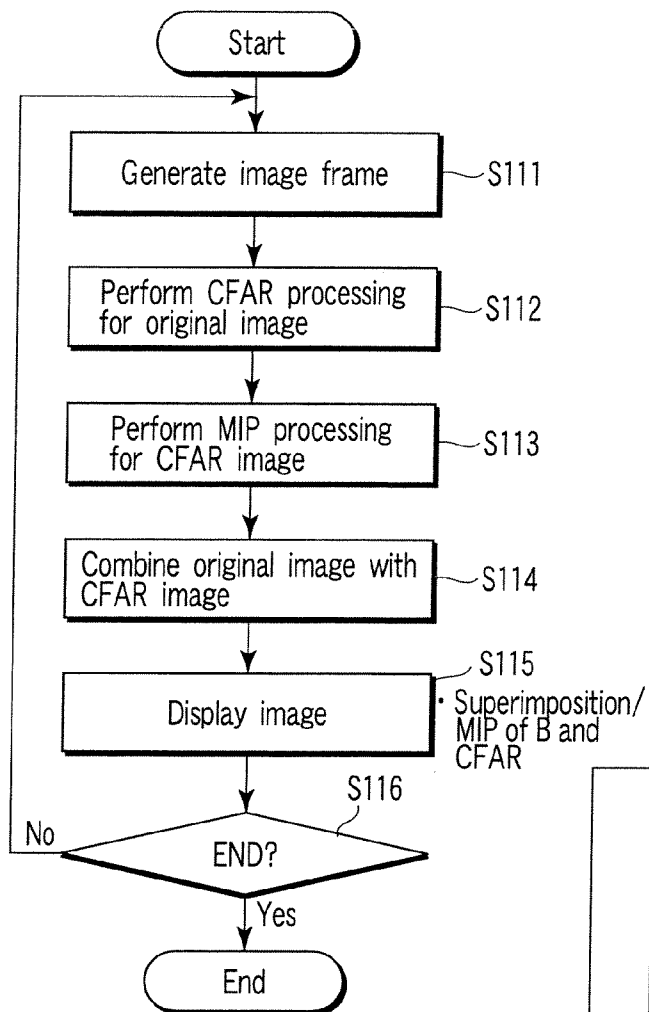 Start
Generate image frame
S111
Perform CFAR processing
for original image
S112
Perform MIP processing
for CFAR image
S113
Combine original image with
CFAR image
S114
S115
Display image
· Superimposition/
MIP of B and
CFAR
S116
No
END?
Yes
End